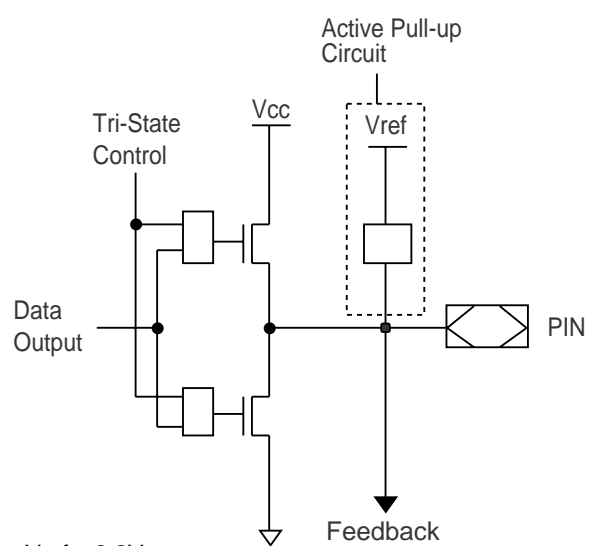 Active Pull-up
Circuit
Vcc
Vref
Tri-State
Control
Data
Output
PIN
Feedback